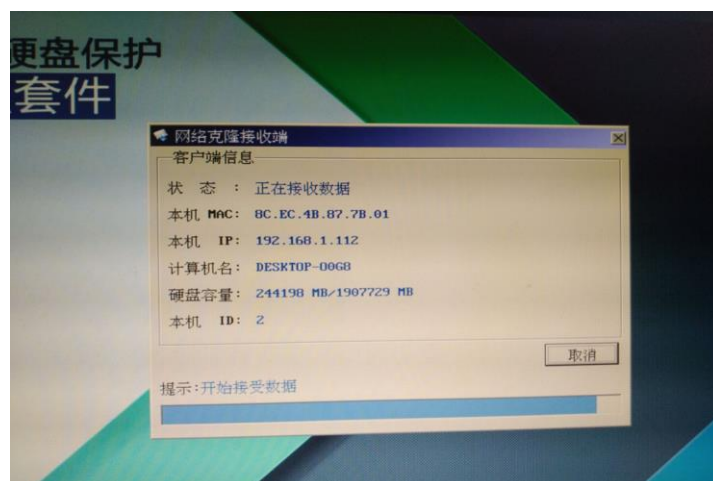 硬盘保护
套件
网络克隆接收端
客户端信息
状 态 : 正在接收数据
本机 MAC: 8C.EC.4B.87.7B.01
本机 IP: 192.168.1.112
计算机名: DESKTOP-O0G8
硬盘容量: 244198 MB/1907729 MB
本机 ID: 2
取消
提示:开始接受数据